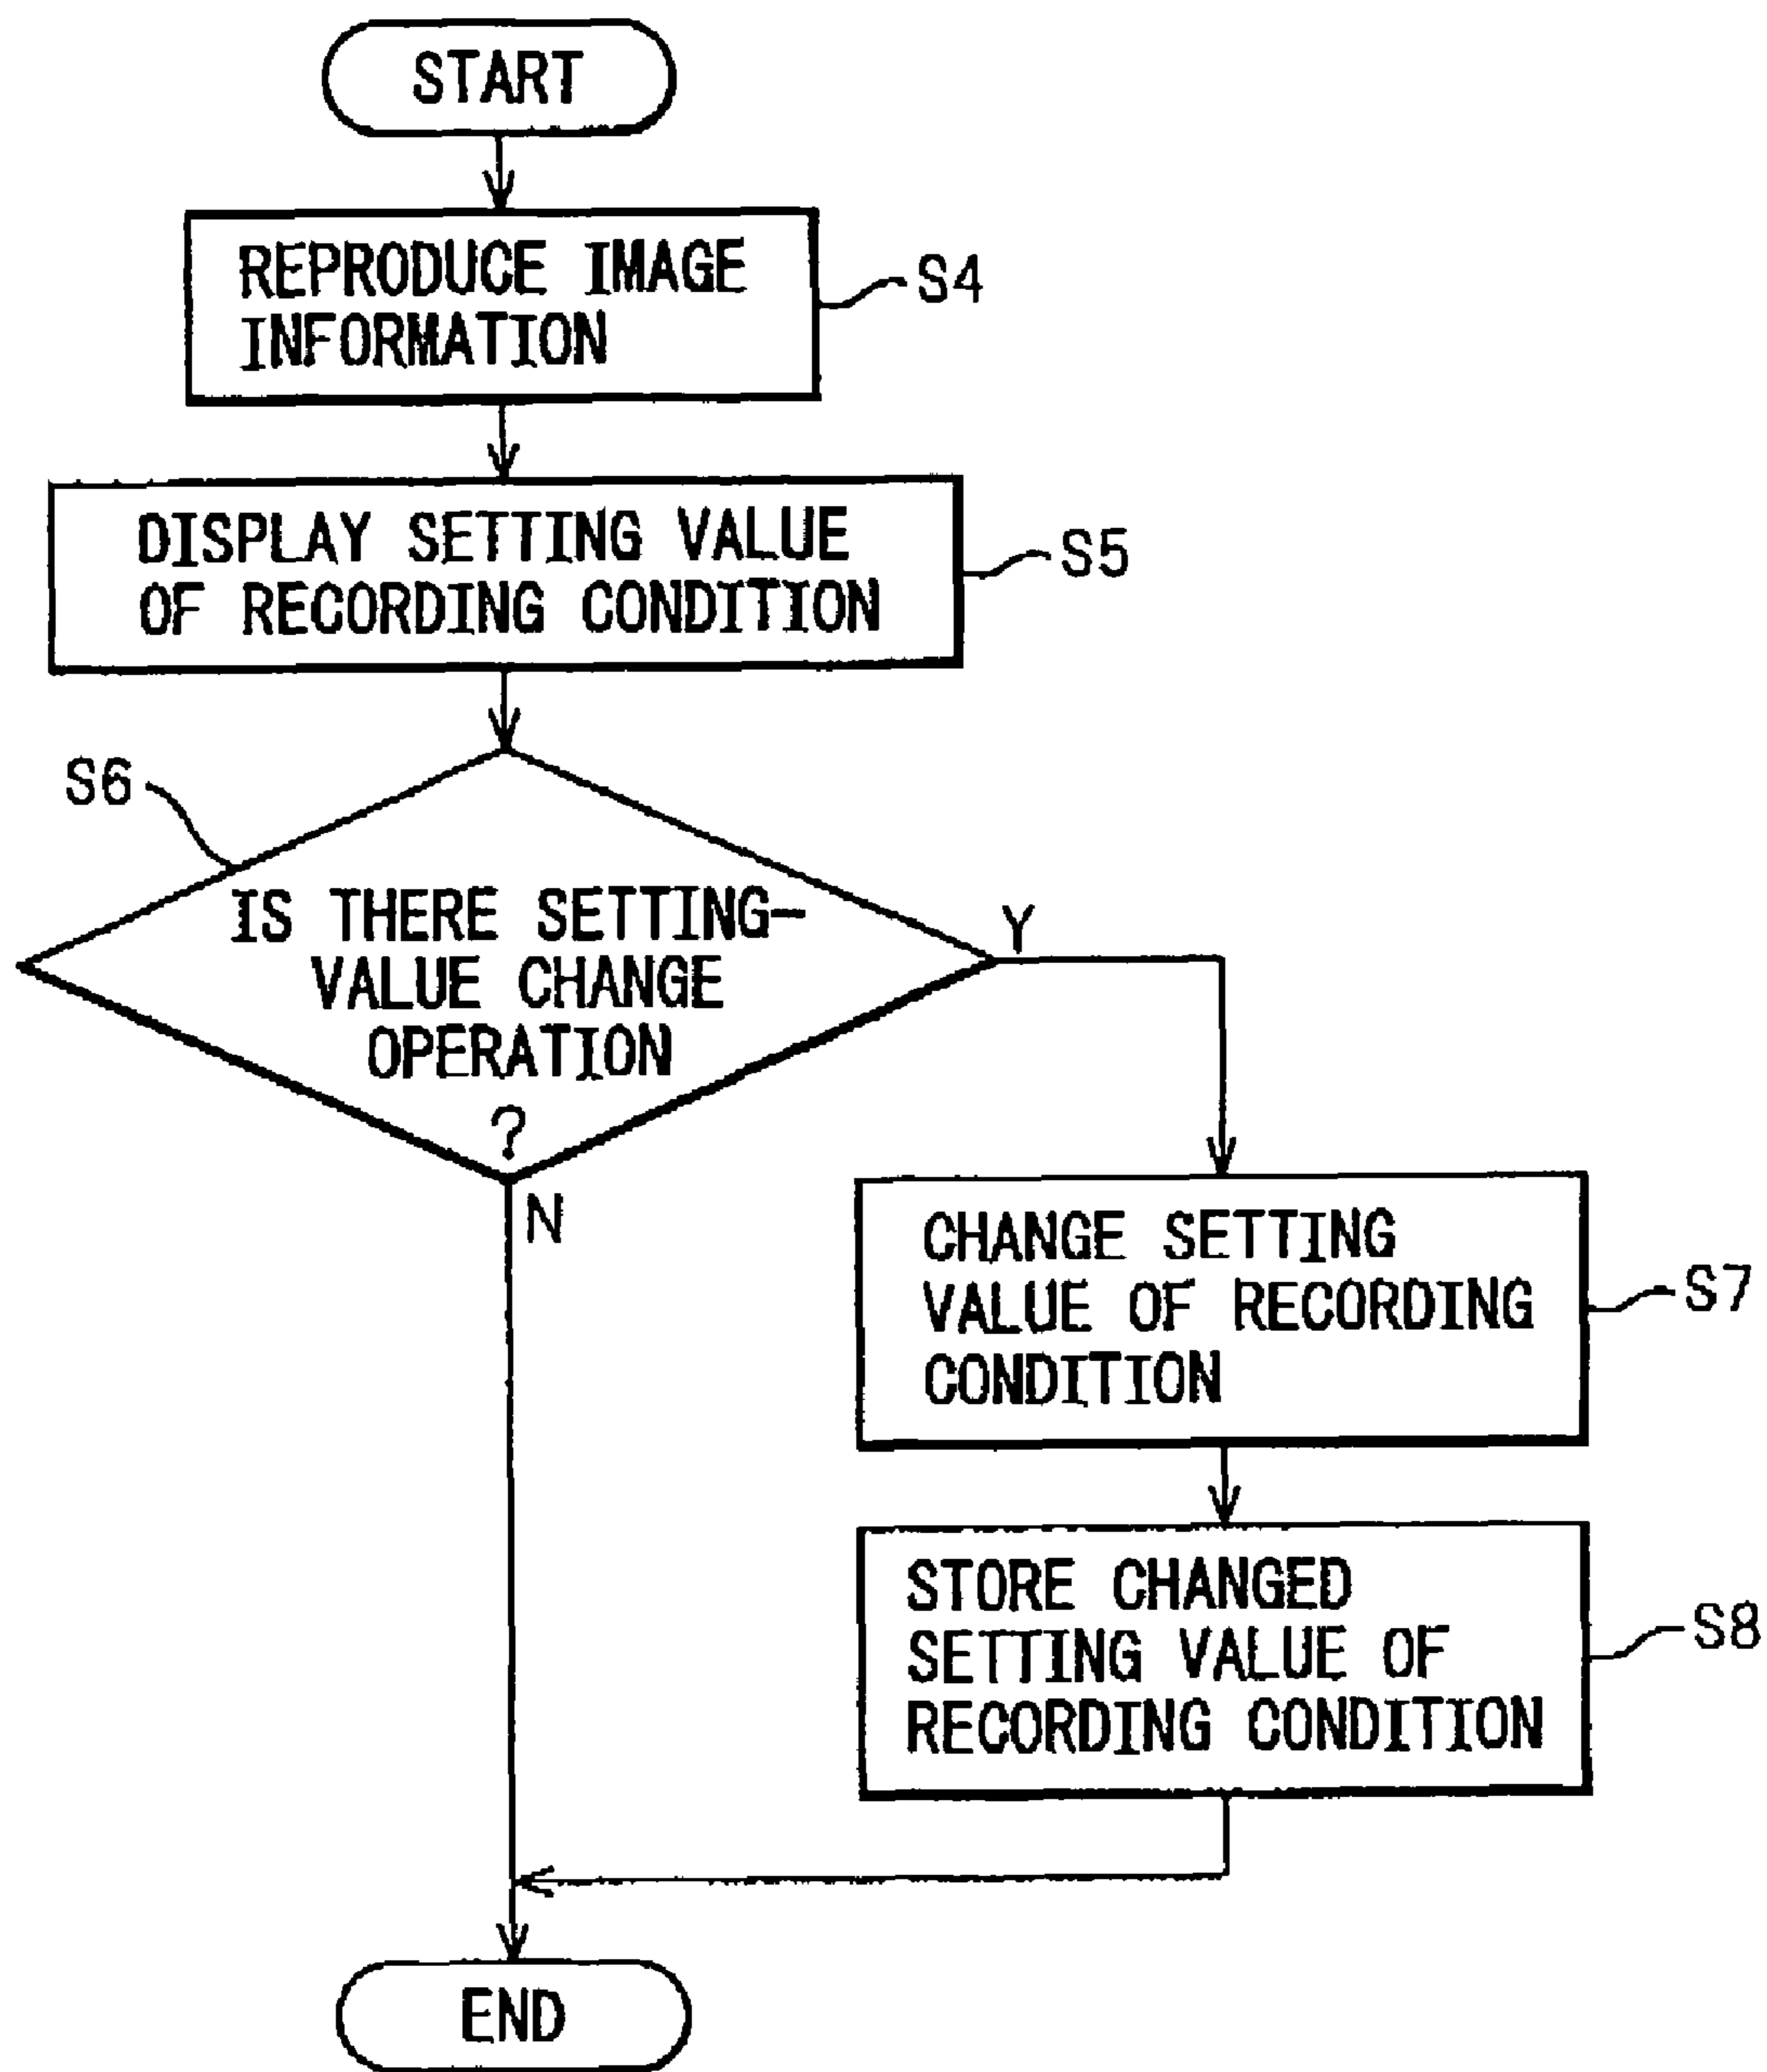 START
REPRODUCE IMAGE
INFORMATION
S4
DISPLAY SETTING VALUE
OF RECORDING CONDITION
S5
S6
IS THERE SETTING-
VALUE CHANGE
OPERATION
?
Y
N
CHANGE SETTING
VALUE OF RECORDING
CONDITION
S7
STORE CHANGED
SETTING VALUE OF
RECORDING CONDITION
S8
END